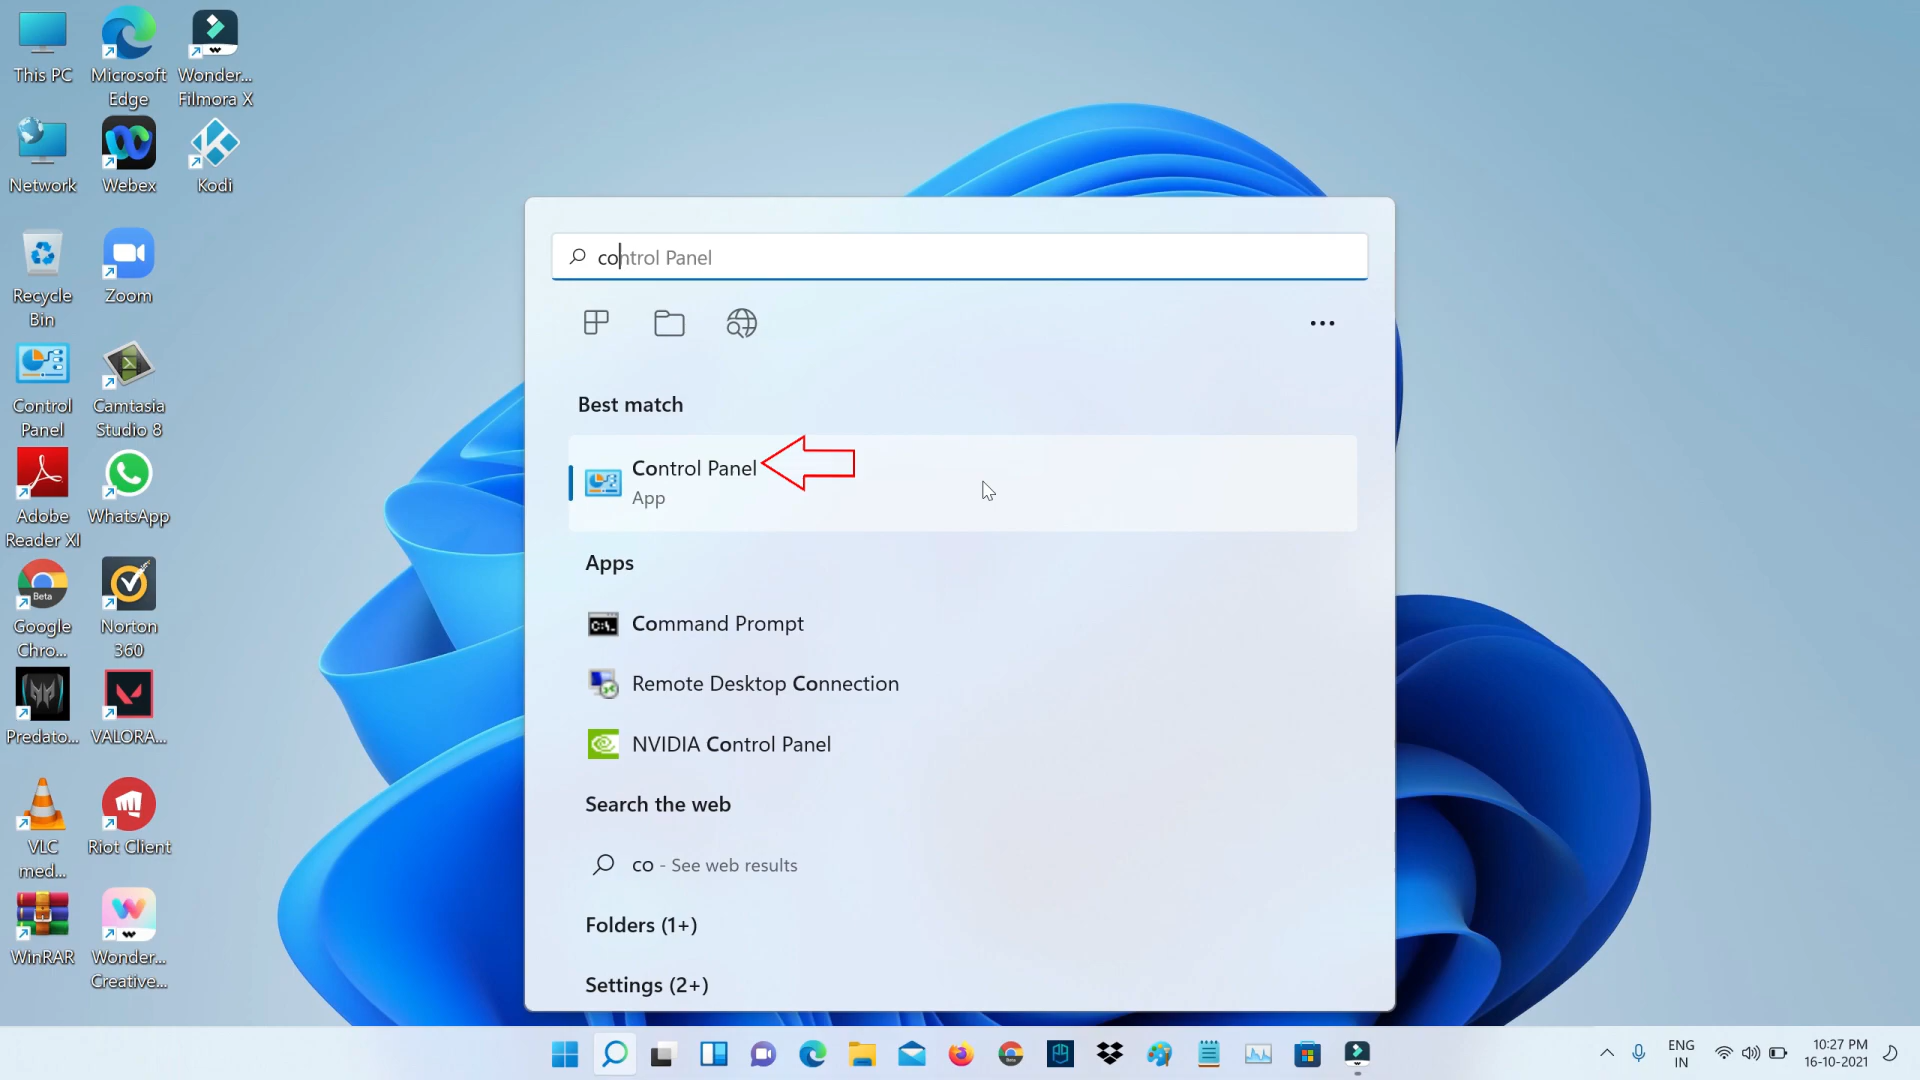 This PC
Microsoft
Edge
Wonder...
Filmora X
Network
Webex
Kodi
Recycle
Bin
Zoom
Control
Panel
Camtasia
Studio 8
Adobe
Reader XI
WhatsApp
Beta
Google
Chro...
Norton
360
Predato...
VALORA...
VLC
med...
Riot Client
WinRAR
Wonder...
Creative...
control Panel
Best match
Control Panel
App
Apps
C:\.
Command Prompt
Remote Desktop Connection
NVIDIA Control Panel
Search the web
co - See web results
Folders (1+)
Settings (2+)
ENG
IN
10:27 PM
16-10-2021